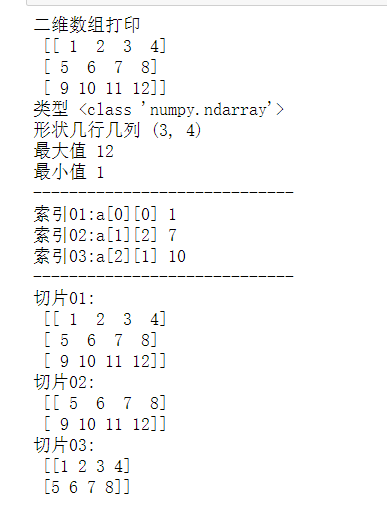 二维数组打印
 [[ 1  2  3  4]
 [ 5  6  7  8]
 [ 9 10 11 12]]
类型 <class 'numpy.ndarray'>
形状几行几列 (3, 4)
最大值 12
最小值 1
-----------------------------
索引01:a[0][0] 1
索引02:a[1][2] 7
索引03:a[2][1] 10
-----------------------------
切片01:
 [[ 1  2  3  4]
 [ 5  6  7  8]
 [ 9 10 11 12]]
切片02:
 [[ 5  6  7  8]
 [ 9 10 11 12]]
切片03:
 [[1 2 3 4]
 [5 6 7 8]]